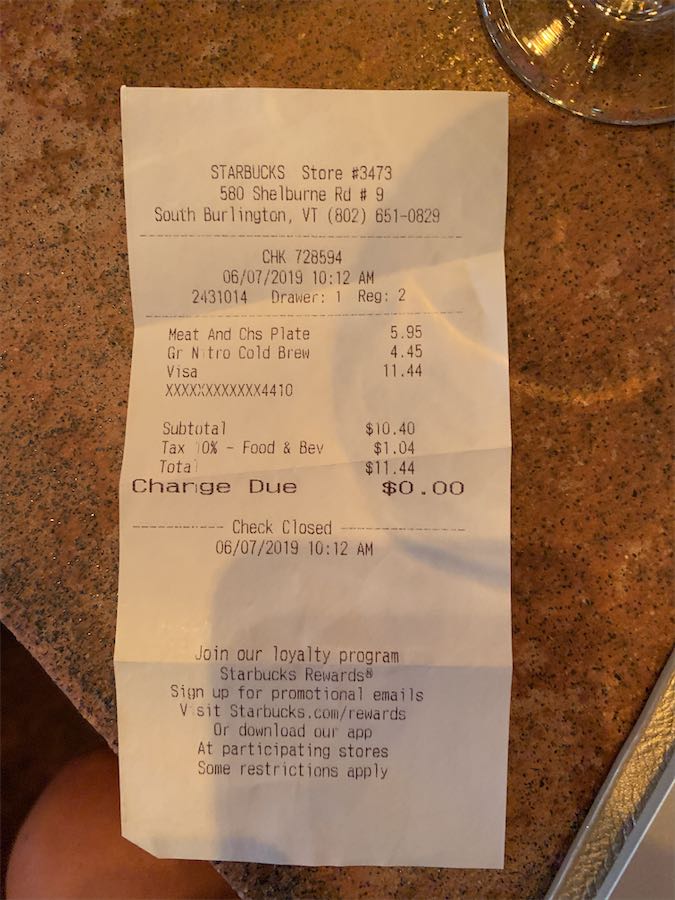 STARBUCKS Store #3473
580 Shelburne Rd # 9
South Burlington, VT (802) 651-0829
CHK 728594
06/07/2019 10:12 AM
2431014 Drawer: 1 Reg: 2
Meat And Chs Plate 5.95
Gr Nitro Cold Brew 4.45
Visa 11.44
XXXXXXXXXXXX4410
Subtotal $10.40
Tax 10% - Food & Bev $1.04
Total $11.44
Change Due $0.00
------------ Check Closed ------------
06/07/2019 10:12 AM
Join our loyalty program
Starbucks Rewards®
Sign up for promotional emails
Visit Starbucks.com/rewards
Or download our app
At participating stores
Some restrictions apply